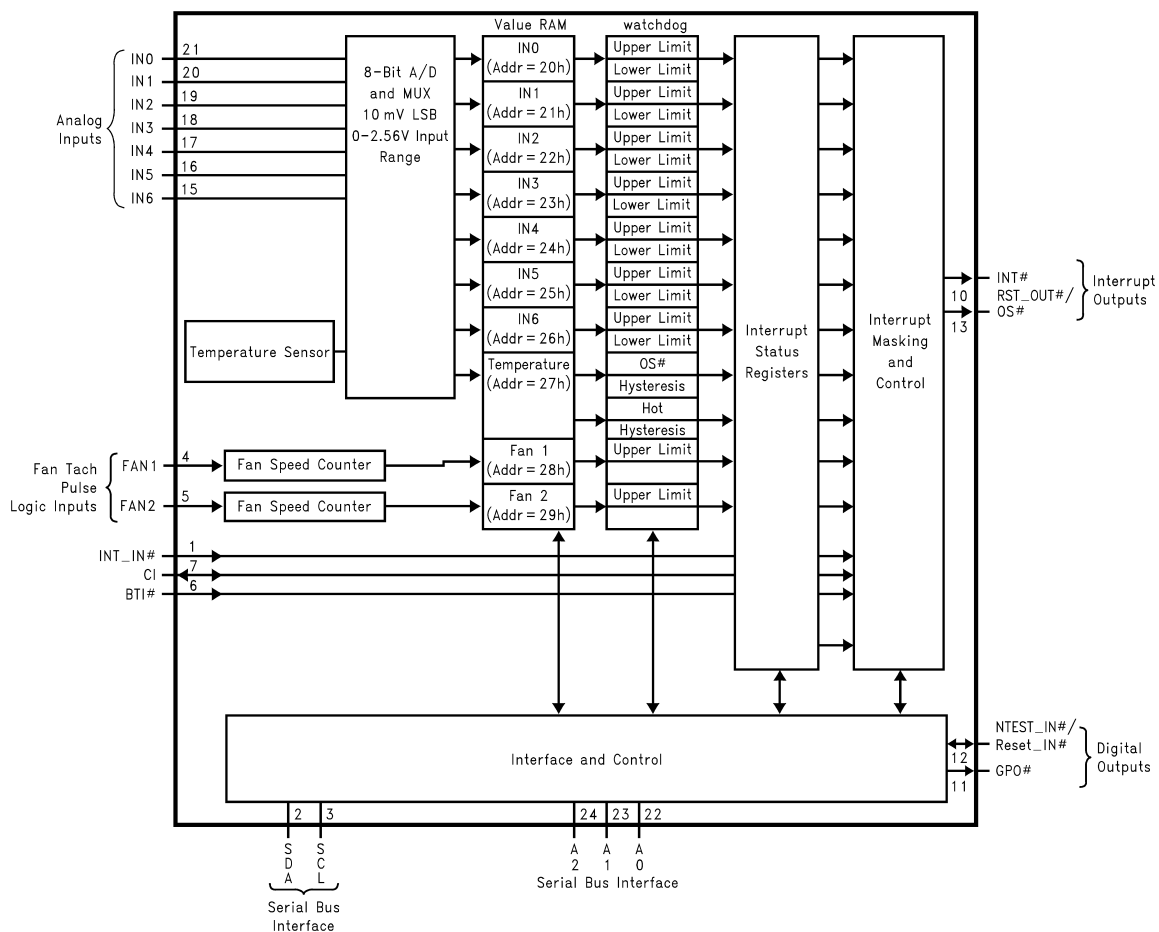 Value RAM
watchdog
Analog
Inputs
IN0
21
IN1
20
IN2
19
IN3
18
IN4
17
IN5
16
IN6
15
8-Bit A/D
and MUX
10 mV LSB
0-2.56V Input
Range
Temperature Sensor
IN0
(Addr = 20h)
IN1
(Addr = 21h)
IN2
(Addr = 22h)
IN3
(Addr = 23h)
IN4
(Addr = 24h)
IN5
(Addr = 25h)
IN6
(Addr = 26h)
Temperature
(Addr = 27h)
Fan 1
(Addr = 28h)
Fan 2
(Addr = 29h)
Upper Limit
Lower Limit
Upper Limit
Lower Limit
Upper Limit
Lower Limit
Upper Limit
Lower Limit
Upper Limit
Lower Limit
Upper Limit
Lower Limit
Upper Limit
Lower Limit
OS#
Hysteresis
Hot
Hysteresis
Upper Limit
Upper Limit
Interrupt
Status
Registers
Interrupt
Masking
and
Control
INT#
10
RST_OUT#/
OS#
13
Interrupt
Outputs
Fan Tach
Pulse
Logic Inputs
FAN1
4
Fan Speed Counter
FAN2
5
Fan Speed Counter
INT_IN#
1
CI
7
BTI#
6
Interface and Control
NTEST_IN#/
Reset_IN#
12
GPO#
11
Digital
Outputs
2
3
24
23
22
SDA
SCL
A2
A1
A0
Serial Bus
Interface
Serial Bus Interface